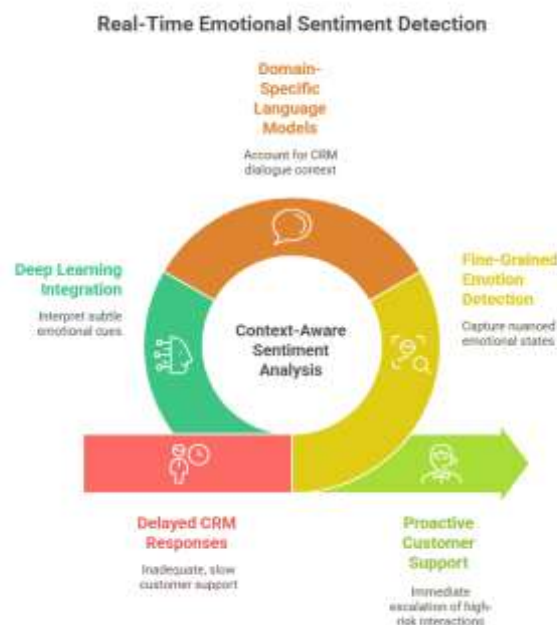 Real-Time Emotional Sentiment Detection
Domain-
Specific
Language
Models
Account for CRM
dialogue context
Deep Learning
Integration
Interpret subtle
emotional cues
Fine-Grained
Emotion
Detection
Capture nuanced
emotional states
Context-Aware
Sentiment
Analysis
Delayed CRM
Responses
Inadequate, slow
customer support
Proactive
Customer
Support
Immediate
escalation of high-
risk interactions